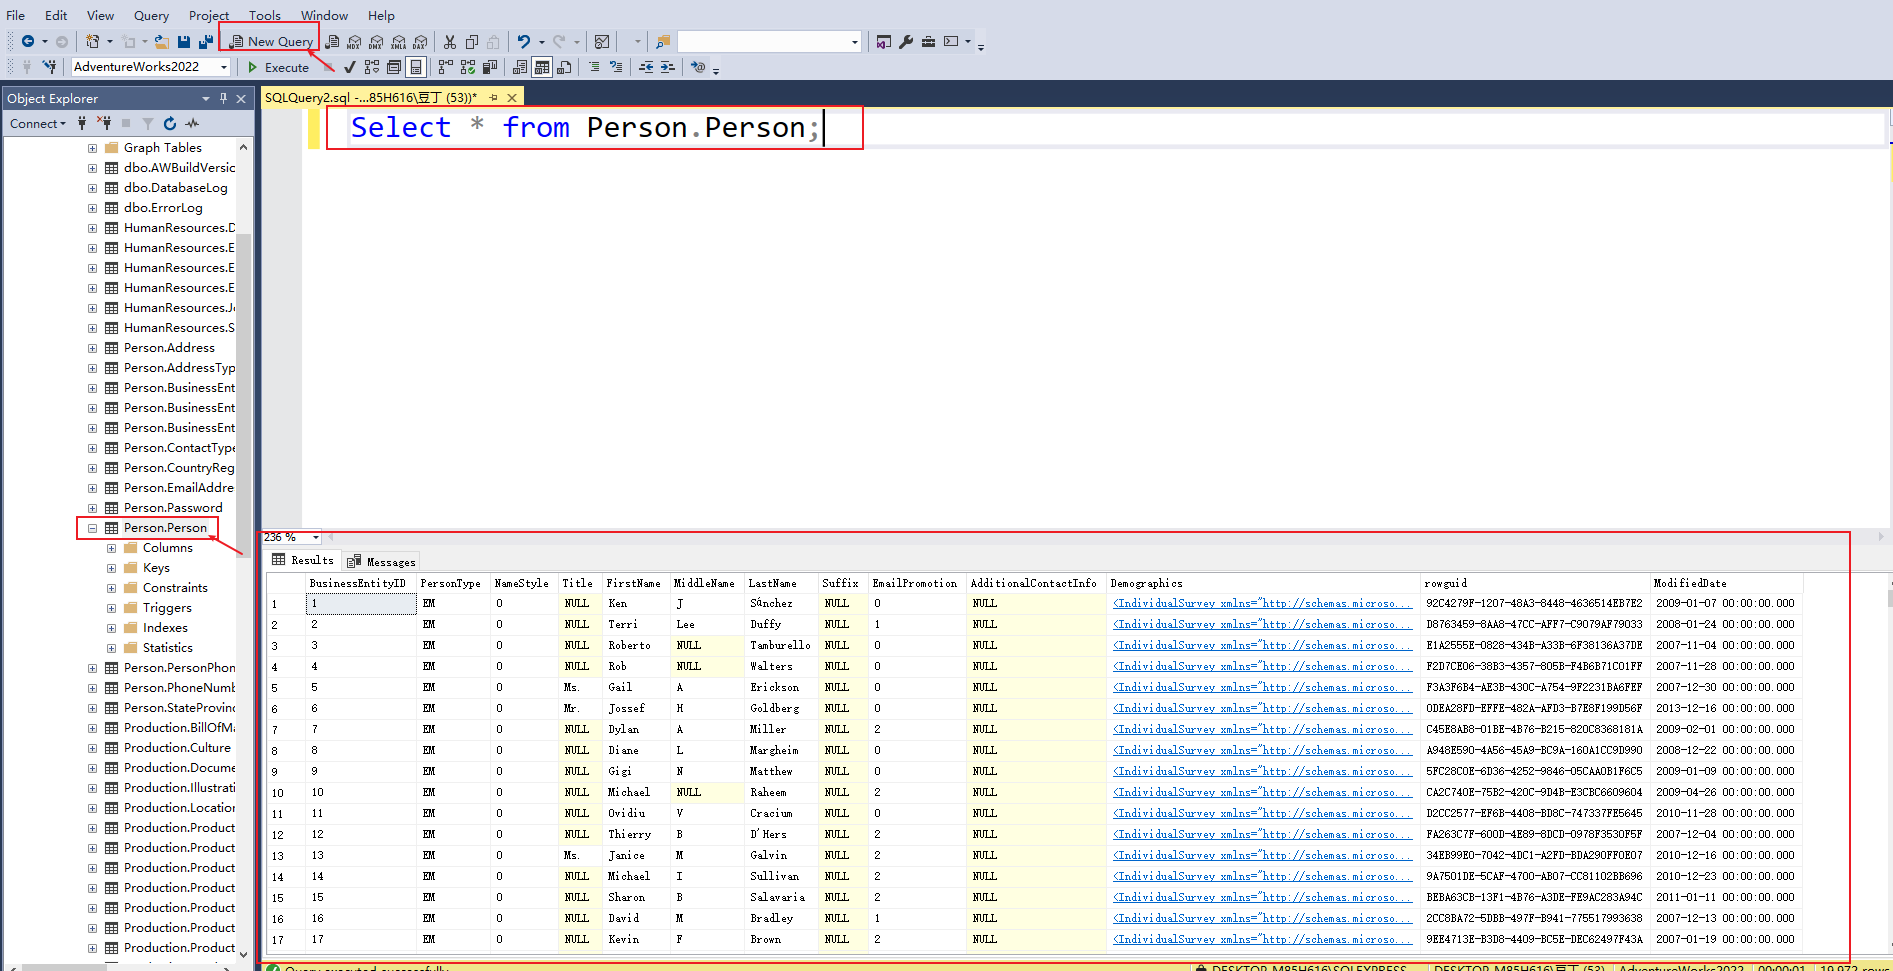 File Edit View Query Project Tools Window Help
New Query MDX DMX XMLA DAX
AdventureWorks2022 Execute
Object Explorer
Connect
Graph Tables
dbo.AWBuildVersic
dbo.DatabaseLog
dbo.ErrorLog
HumanResources.D
HumanResources.E
HumanResources.E
HumanResources.E
HumanResources.Jo
HumanResources.S
Person.Address
Person.AddressTyp
Person.BusinessEnt
Person.BusinessEnt
Person.BusinessEnt
Person.ContactType
Person.CountryReg
Person.EmailAddre
Person.Password
Person.Person
Columns
Keys
Constraints
Triggers
Indexes
Statistics
Person.PersonPhon
Person.PhoneNumb
Person.StateProvinc
Production.BillOfMa
Production.Culture
Production.Docume
Production.Illustrati
Production.Location
Production.Product
Production.Product
Production.Product
Production.Product
Production.Product
Production.Product
Production.Product
SQLQuery2.sql -...85H616\豆丁 (53))*
Select * from Person.Person;
236 %
Results Messages
BusinessEntityID PersonType NameStyle Title FirstName MiddleName LastName Suffix EmailPromotion AdditionalContactInfo Demographics rowguid ModifiedDate
1 1 EM 0 NULL Ken J Sánchez NULL 0 NULL <IndividualSurvey xmlns="http://schemas.microso... 92C4279F-1207-48A3-8448-4636514EB7E2 2009-01-07 00:00:00.000
2 2 EM 0 NULL Terri Lee Duffy NULL 1 NULL <IndividualSurvey xmlns="http://schemas.microso... D8763459-8AA8-47CC-AFF7-C9079AF79033 2008-01-24 00:00:00.000
3 3 EM 0 NULL Roberto NULL Tamburello NULL 0 NULL <IndividualSurvey xmlns="http://schemas.microso... E1A2555E-0828-434B-A33B-6F38136A37DE 2007-11-04 00:00:00.000
4 4 EM 0 NULL Rob NULL Walters NULL 0 NULL <IndividualSurvey xmlns="http://schemas.microso... F2D7CE06-38B3-4357-805B-F4B6B71C01FF 2007-11-28 00:00:00.000
5 5 EM 0 Ms. Gail A Erickson NULL 0 NULL <IndividualSurvey xmlns="http://schemas.microso... F3A3F6B4-AE3B-430C-A754-9F2231BA6FEF 2007-12-30 00:00:00.000
6 6 EM 0 Mr. Jossef H Goldberg NULL 0 NULL <IndividualSurvey xmlns="http://schemas.microso... 0DEA28FD-EFFE-482A-AFD3-B7E8F199D56F 2013-12-16 00:00:00.000
7 7 EM 0 NULL Dylan A Miller NULL 2 NULL <IndividualSurvey xmlns="http://schemas.microso... C45E8AB8-01BE-4B76-B215-820C8368181A 2009-02-01 00:00:00.000
8 8 EM 0 NULL Diane L Margheim NULL 0 NULL <IndividualSurvey xmlns="http://schemas.microso... A948E590-4A56-45A9-BC9A-160A1CC9D990 2008-12-22 00:00:00.000
9 9 EM 0 NULL Gigi N Matthew NULL 0 NULL <IndividualSurvey xmlns="http://schemas.microso... 5FC28C0E-6D36-4252-9846-05CAA0B1F6C5 2009-01-09 00:00:00.000
10 10 EM 0 NULL Michael NULL Raheem NULL 2 NULL <IndividualSurvey xmlns="http://schemas.microso... CA2C740E-75B2-420C-9D4B-E3CBC6609604 2009-04-26 00:00:00.000
11 11 EM 0 NULL Ovidiu V Cracium NULL 0 NULL <IndividualSurvey xmlns="http://schemas.microso... D2CC2577-EF6B-4408-BD8C-747337FE5645 2010-11-28 00:00:00.000
12 12 EM 0 NULL Thierry B D'Hers NULL 2 NULL <IndividualSurvey xmlns="http://schemas.microso... FA263C7F-600D-4E89-8DCD-0978F3530F5F 2007-12-04 00:00:00.000
13 13 EM 0 Ms. Janice M Galvin NULL 2 NULL <IndividualSurvey xmlns="http://schemas.microso... 34EB99E0-7042-4DC1-A2FD-BDA290FF0E07 2010-12-16 00:00:00.000
14 14 EM 0 NULL Michael I Sullivan NULL 2 NULL <IndividualSurvey xmlns="http://schemas.microso... 9A7501DE-5CAF-4700-AB07-CC81102BB696 2010-12-23 00:00:00.000
15 15 EM 0 NULL Sharon B Salavaria NULL 2 NULL <IndividualSurvey xmlns="http://schemas.microso... BEBA63CB-13F1-4B76-A3DE-FE9AC283A94C 2011-01-11 00:00:00.000
16 16 EM 0 NULL David M Bradley NULL 1 NULL <IndividualSurvey xmlns="http://schemas.microso... 2CC8BA72-5DBB-497F-B941-775517993638 2007-12-13 00:00:00.000
17 17 EM 0 NULL Kevin F Brown NULL 2 NULL <IndividualSurvey xmlns="http://schemas.microso... 9EE4713E-B3D8-4409-BC5E-DEC62497F43A 2007-01-19 00:00:00.000
Query executed successfully DESKTOP-M85H616\SQLEXPRESS DESKTOP-M85H616\豆丁 (53) AdventureWorks2022 00:00:01 19,972 rows